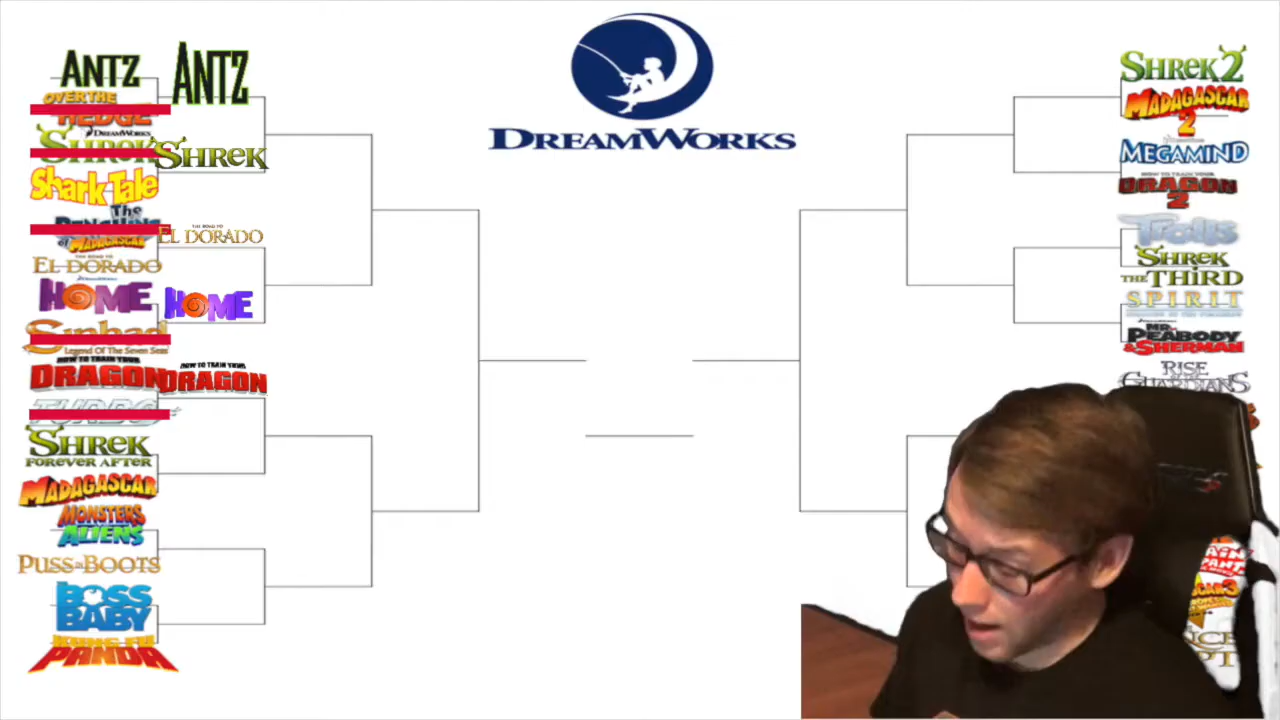 DREAMWORKS
ANTZ
ANTZ
OVER THE
HEDGE
DREAMWORKS
SHREK
SHREK
Shark Tale
The
PENGUINS
of MADAGASCAR
THE ROAD TO
EL DORADO
THE ROAD TO
EL DORADO
HOME
HOME
Sinbad
Legend Of The Seven Seas
HOW TO TRAIN YOUR
DRAGON
HOW TO TRAIN YOUR
DRAGON
TURBO
SHREK
FOREVER AFTER
MADAGASCAR
MONSTERS
ALIENS
PUSS in BOOTS
BOSS
BABY
KUNG FU
PANDA
SHREK 2
MADAGASCAR
2
MEGAMIND
HOW TO TRAIN YOUR
DRAGON
2
Trolls
SHREK
THE THIRD
SPIRIT
MR.
PEABODY
& SHERMAN
RISE
OF THE
GUARDIANS